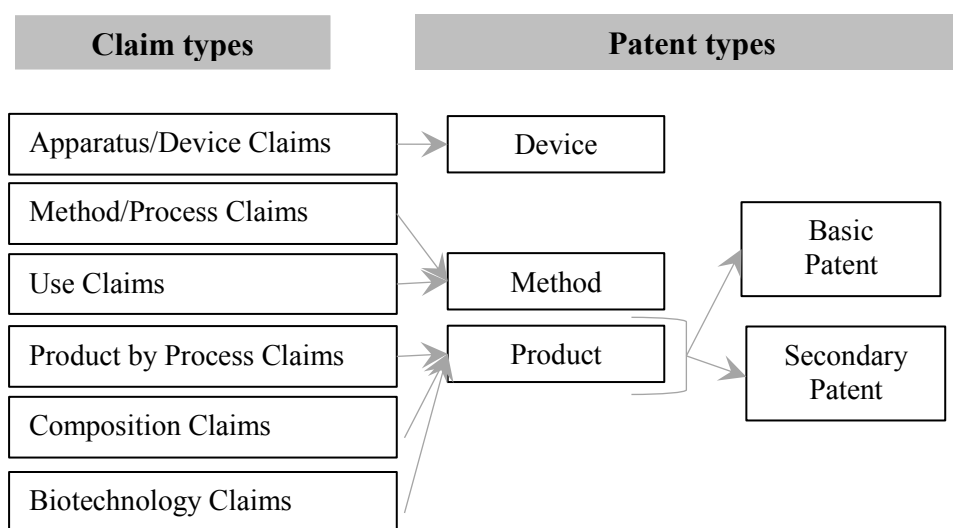 Claim types
Patent types
Apparatus/Device Claims
Device
Method/Process Claims
Basic
Patent
Use Claims
Method
Product by Process Claims
Product
Secondary
Patent
Composition Claims
Biotechnology Claims